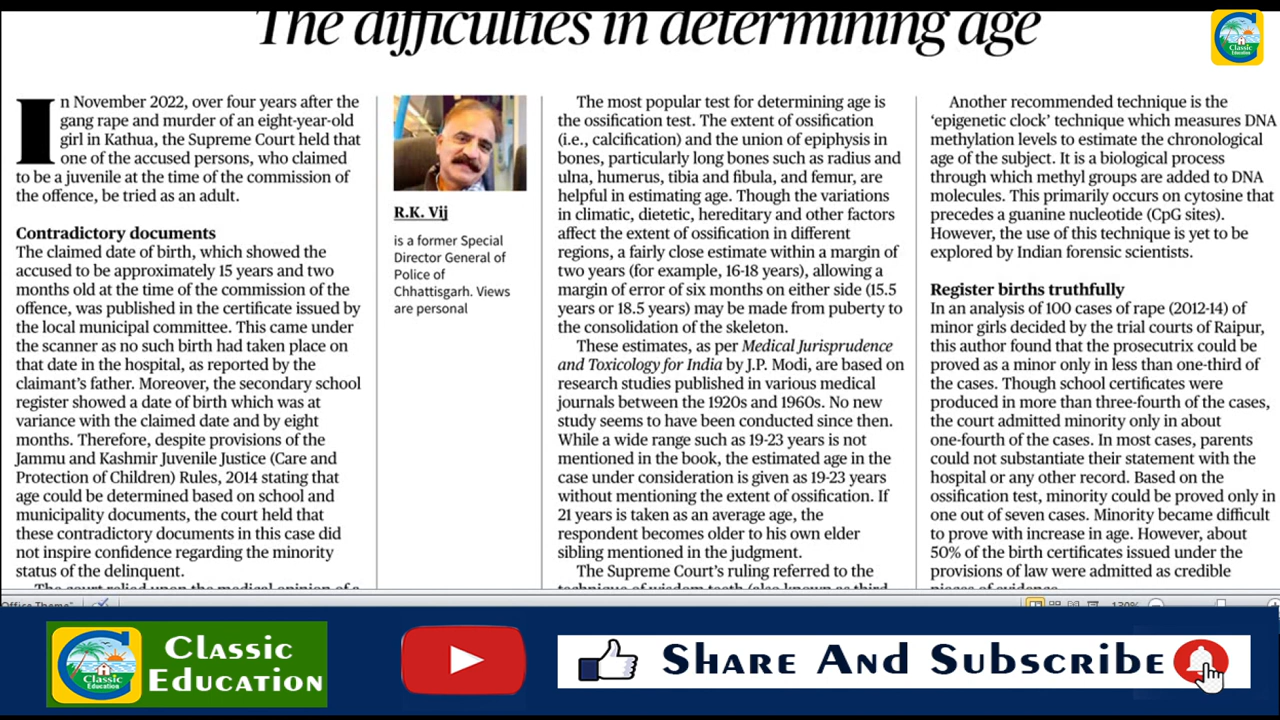 The difficulties in determining age
Classic
Education
In November 2022, over four years after the
gang rape and murder of an eight-year-old
girl in Kathua, the Supreme Court held that
one of the accused persons, who claimed
to be a juvenile at the time of the commission of
the offence, be tried as an adult.
Contradictory documents
The claimed date of birth, which showed the
accused to be approximately 15 years and two
months old at the time of the commission of the
offence, was published in the certificate issued by
the local municipal committee. This came under
the scanner as no such birth had taken place on
that date in the hospital, as reported by the
claimant's father. Moreover, the secondary school
register showed a date of birth which was at
variance with the claimed date and by eight
months. Therefore, despite provisions of the
Jammu and Kashmir Juvenile Justice (Care and
Protection of Children) Rules, 2014 stating that
age could be determined based on school and
municipality documents, the court held that
these contradictory documents in this case did
not inspire confidence regarding the minority
status of the delinquent.
The court relied upon the medical opinion of a
R.K. Vij
is a former Special
Director General of
Police of
Chhattisgarh. Views
are personal
The most popular test for determining age is
the ossification test. The extent of ossification
(i.e., calcification) and the union of epiphysis in
bones, particularly long bones such as radius and
ulna, humerus, tibia and fibula, and femur, are
helpful in estimating age. Though the variations
in climatic, dietetic, hereditary and other factors
affect the extent of ossification in different
regions, a fairly close estimate within a margin of
two years (for example, 16-18 years), allowing a
margin of error of six months on either side (15.5
years or 18.5 years) may be made from puberty to
the consolidation of the skeleton.
These estimates, as per Medical Jurisprudence
and Toxicology for India by J.P. Modi, are based on
research studies published in various medical
journals between the 1920s and 1960s. No new
study seems to have been conducted since then.
While a wide range such as 19-23 years is not
mentioned in the book, the estimated age in the
case under consideration is given as 19-23 years
without mentioning the extent of ossification. If
21 years is taken as an average age, the
respondent becomes older to his own elder
sibling mentioned in the judgment.
The Supreme Court's ruling referred to the
technique of wisdom teeth (also known as third
Another recommended technique is the
'epigenetic clock' technique which measures DNA
methylation levels to estimate the chronological
age of the subject. It is a biological process
through which methyl groups are added to DNA
molecules. This primarily occurs on cytosine that
precedes a guanine nucleotide (CpG sites).
However, the use of this technique is yet to be
explored by Indian forensic scientists.
Register births truthfully
In an analysis of 100 cases of rape (2012-14) of
minor girls decided by the trial courts of Raipur,
this author found that the prosecutrix could be
proved as a minor only in less than one-third of
the cases. Though school certificates were
produced in more than three-fourth of the cases,
the court admitted minority only in about
one-fourth of the cases. In most cases, parents
could not substantiate their statement with the
hospital or any other record. Based on the
ossification test, minority could be proved only in
one out of seven cases. Minority became difficult
to prove with increase in age. However, about
50% of the birth certificates issued under the
provisions of law were admitted as credible
pieces of evidence.
Office Theme"
130%
Classic
Education
Classic
Education
Share And Subscribe